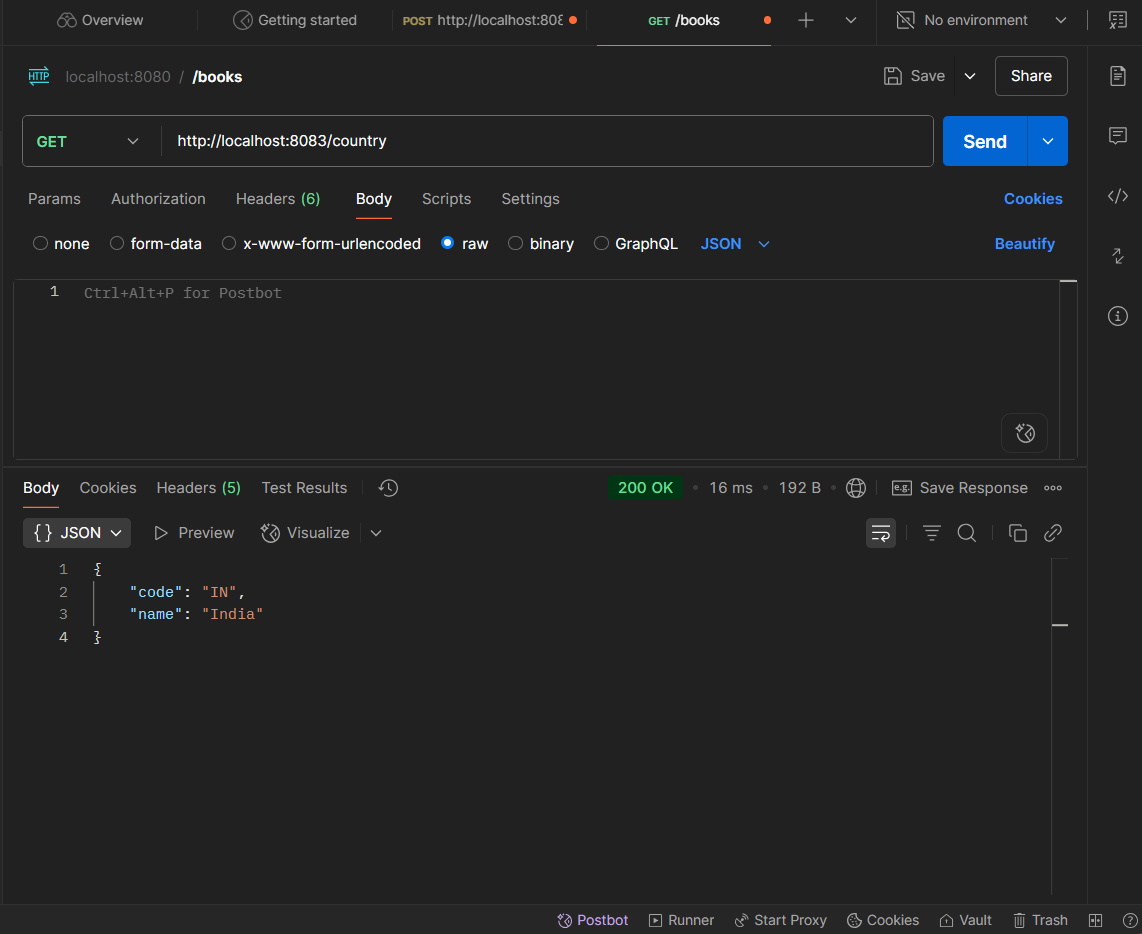 Overview Getting started POST http://localhost:808 GET /books No environment
HTTP localhost:8080 / /books Save Share
GET http://localhost:8083/country Send
Params Authorization Headers (6) Body Scripts Settings Cookies
none form-data x-www-form-urlencoded raw binary GraphQL JSON Beautify
1 Ctrl+Alt+P for Postbot
Body Cookies Headers (5) Test Results 200 OK • 16 ms • 192 B • e.g. Save Response
{} JSON Preview Visualize
1 {
2 "code": "IN",
3 "name": "India"
4 }
Postbot Runner Start Proxy Cookies Vault Trash